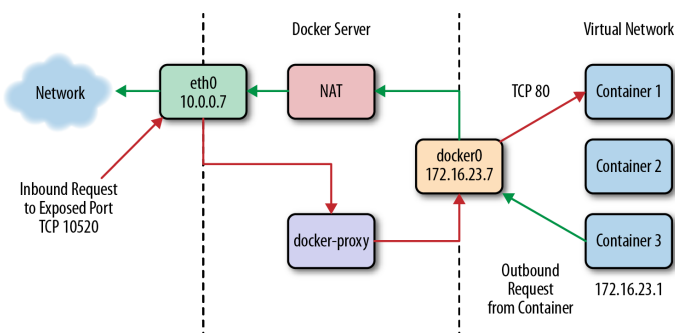 Docker Server
Virtual Network
Network
eth0
10.0.0.7
NAT
TCP 80
Container 1
docker0
172.16.23.7
Container 2
Inbound Request
to Exposed Port
TCP 10520
docker-proxy
Container 3
Outbound
Request
from Container
172.16.23.1